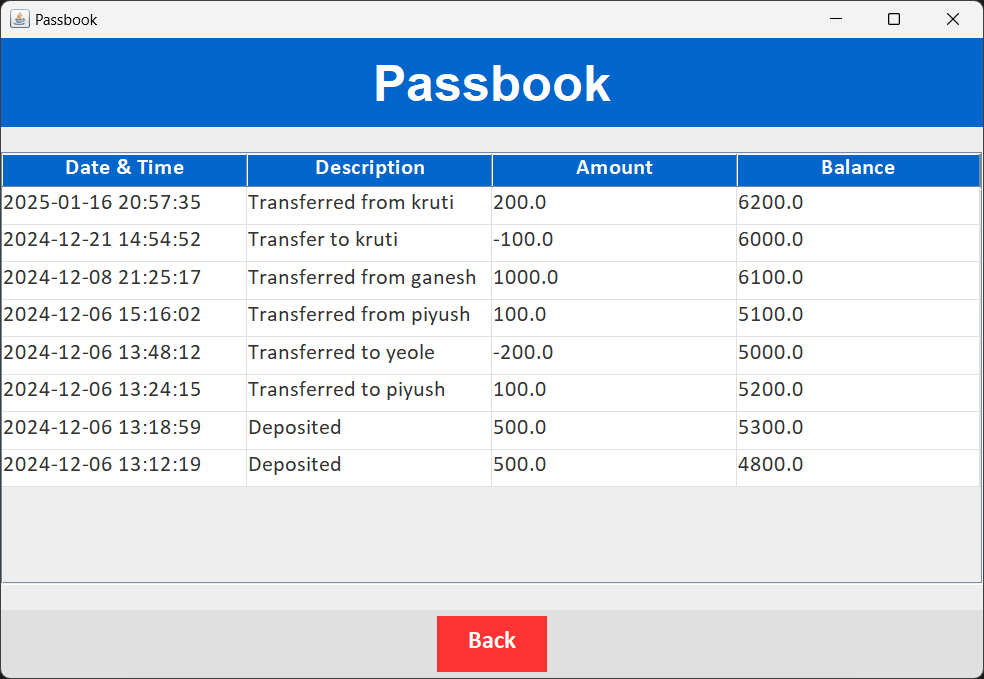 Passbook
Passbook
Date & Time Description Amount Balance
2025-01-16 20:57:35 Transferred from kruti 200.0 6200.0
2024-12-21 14:54:52 Transfer to kruti -100.0 6000.0
2024-12-08 21:25:17 Transferred from ganesh 1000.0 6100.0
2024-12-06 15:16:02 Transferred from piyush 100.0 5100.0
2024-12-06 13:48:12 Transferred to yeole -200.0 5000.0
2024-12-06 13:24:15 Transferred to piyush 100.0 5200.0
2024-12-06 13:18:59 Deposited 500.0 5300.0
2024-12-06 13:12:19 Deposited 500.0 4800.0
Back